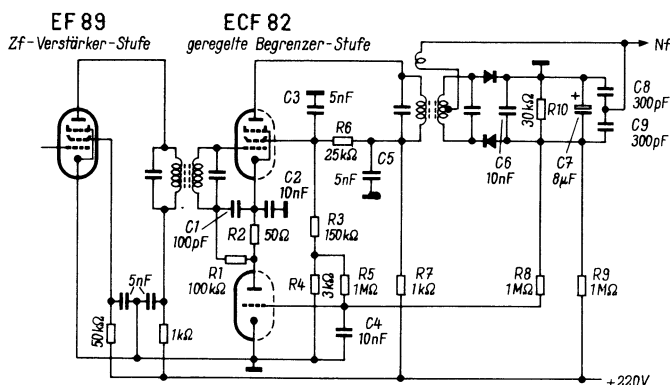 EF 89
Zf-Verstärker-Stufe
ECF 82
geregelte Begrenzer-Stufe
Nf
C3
5nF
R6
25kΩ
C5
5nF
30kΩ
R10
+
C6
10nF
C7
8µF
C8
300pF
C9
300pF
C2
10nF
C1
100pF
R2
50Ω
R3
150kΩ
R1
100kΩ
R4
3kΩ
R5
1MΩ
R7
1kΩ
R8
1MΩ
R9
1MΩ
5nF
50kΩ
1kΩ
C4
10nF
+220V